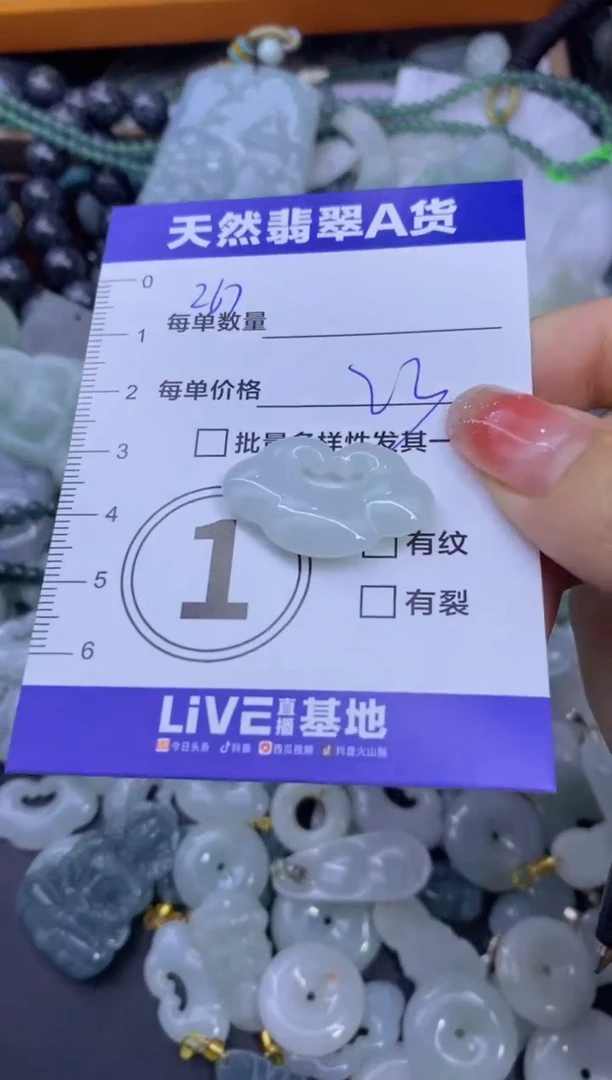 天然翡翠A货
0
1
2
3
4
5
6
每单数量
每单价格
批量多样性发其一
1
有纹
有裂
LiVE直播基地
今日头条 抖音 西瓜视频 抖音火山版